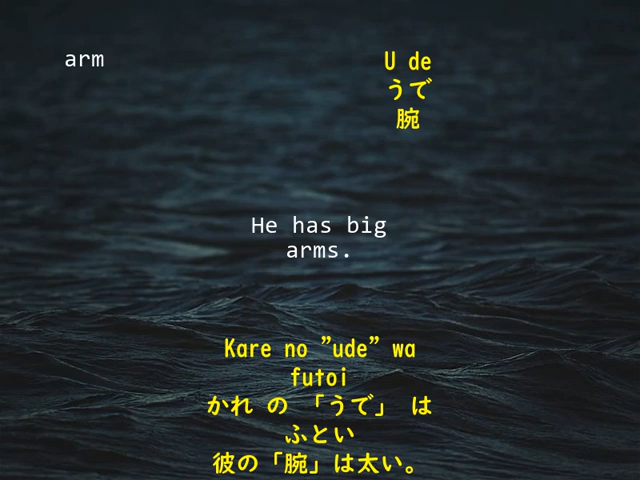 arm
U de
うで
腕
He has big
arms.
Kare no ”ude” wa
futoi
かれ の 「うで」 は
ふとい
彼の「腕」は太い。